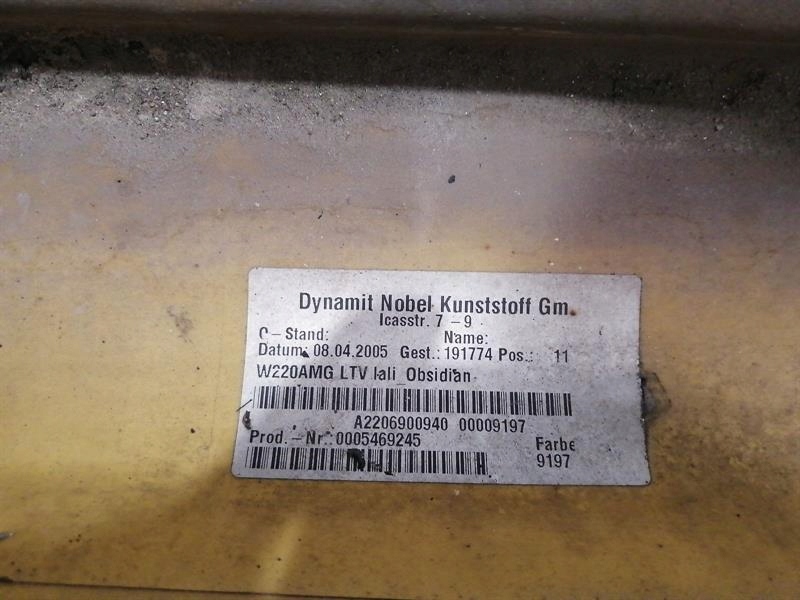 Dynamit Nobel Kunststoff Gm
Icasstr. 7-9
C-Stand: Name:
Datum: 08.04.2005 Gest.: 191774 Pos.: 11
W220AMG LTV lali_Obsidian
A2206900940 00009197
Prod.-Nr.:0005469245 Farbe
9197